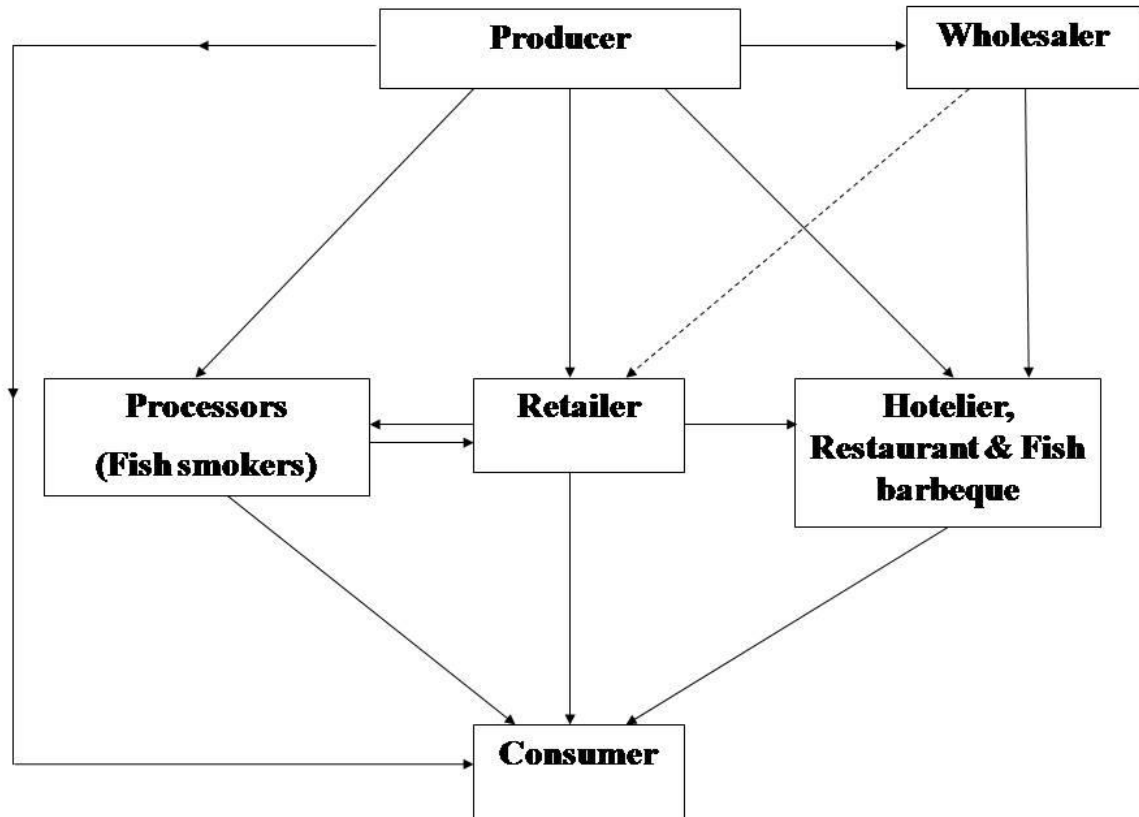 Producer
Wholesaler
Processors
(Fish smokers)
Retailer
Hotelier,
Restaurant & Fish
barbeque
Consumer